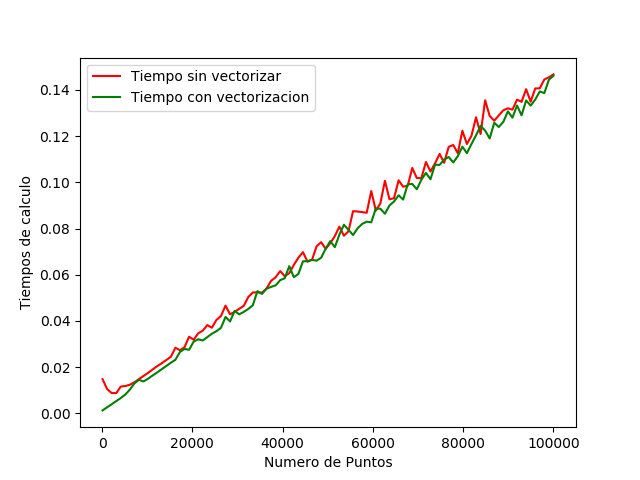 Tiempo sin vectorizar
Tiempo con vectorizacion
0.14
0.12
0.10
0.08
0.06
0.04
0.02
0.00
Tiempos de calculo
0 20000 40000 60000 80000 100000
Numero de Puntos